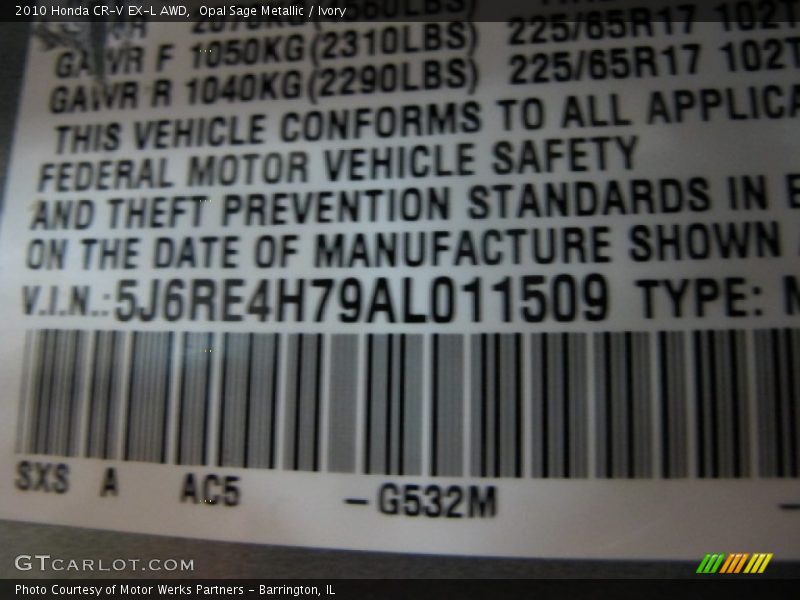 2010 Honda CR-V EX-L AWD,  Opal Sage Metallic / Ivory
GAWR F 1050KG(2310LBS) 225/65R17 102T
GAWR R 1040KG(2290LBS) 225/65R17 102T
THIS VEHICLE CONFORMS TO ALL APPLICA
FEDERAL MOTOR VEHICLE SAFETY
AND THEFT PREVENTION STANDARDS IN E
ON THE DATE OF MANUFACTURE SHOWN
V.I.N.:5J6RE4H79AL011509 TYPE:
SXS A AC5 -G532M -
GTCARLOT.COM
Photo Courtesy of Motor Werks Partners - Barrington, IL